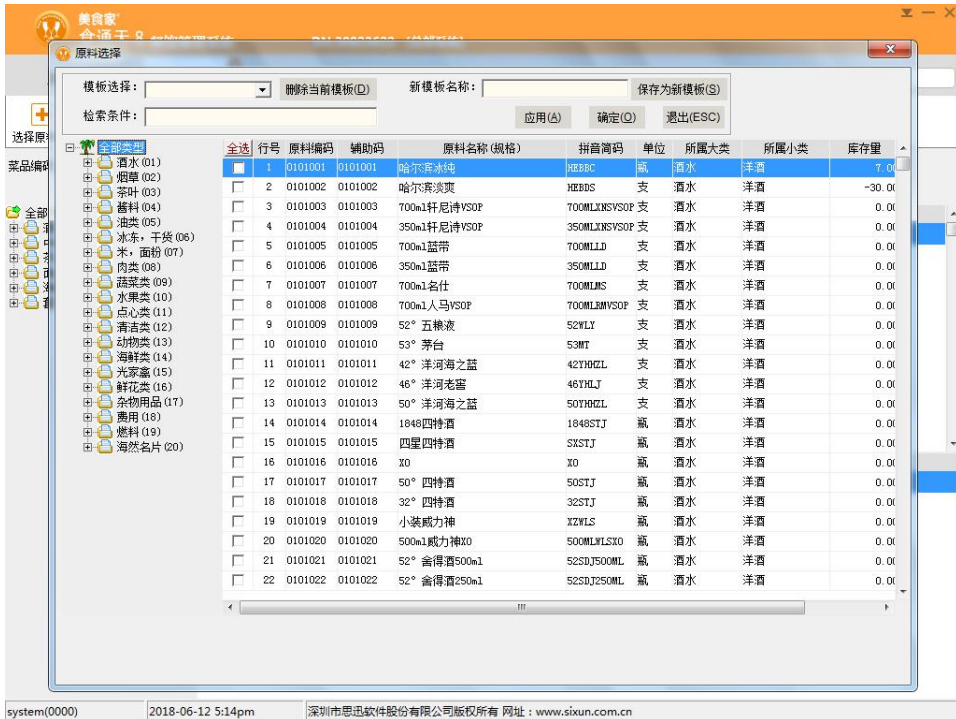 美食家
食通天8 餐饮管理系统
原料选择
模板选择： 删除当前模板(D) 新模板名称： 保存为新模板(S)
检索条件： 应用(A) 确定(O) 退出(ESC)
选择原
菜品编码
全部
全部类型
酒水(01)
烟草(02)
茶叶(03)
酱料(04)
油类(05)
冰东，干货(06)
米，面粉(07)
肉类(08)
蔬菜类(09)
水果类(10)
点心类(11)
清洁类(12)
动物类(13)
海鲜类(14)
光家禽(15)
鲜花类(16)
杂物用品(17)
费用(18)
燃料(19)
海然名片(20)
全选 行号 原料编码 辅助码 原料名称(规格) 拼音简码 单位 所属大类 所属小类 库存量
1 0101001 0101001 哈尔滨冰纯 HEBBC 瓶 酒水 洋酒 7.00
2 0101002 0101002 哈尔滨淡爽 HEBDS 支 酒水 洋酒 -30.00
3 0101003 0101003 700ml轩尼诗VSOP 700MLXNSVSOP 支 酒水 洋酒 0.00
4 0101004 0101004 350ml轩尼诗VSOP 350MLXNSVSOP 支 酒水 洋酒 0.00
5 0101005 0101005 700ml蓝带 700MLLD 支 酒水 洋酒 0.00
6 0101006 0101006 350ml蓝带 350MLLD 支 酒水 洋酒 0.00
7 0101007 0101007 700ml名仕 700MLMS 支 酒水 洋酒 0.00
8 0101008 0101008 700ml人马VSOP 700MLRMVSOP 支 酒水 洋酒 0.00
9 0101009 0101009 52° 五粮液 52WLY 支 酒水 洋酒 0.00
10 0101010 0101010 53° 茅台 53MT 支 酒水 洋酒 0.00
11 0101011 0101011 42° 洋河海之蓝 42YHHZL 支 酒水 洋酒 0.00
12 0101012 0101012 46° 洋河老窖 46YHLJ 支 酒水 洋酒 0.00
13 0101013 0101013 50° 洋河海之蓝 50YHHZL 支 酒水 洋酒 0.00
14 0101014 0101014 1848四特酒 1848STJ 瓶 酒水 洋酒 0.00
15 0101015 0101015 四星四特酒 SXSTJ 瓶 酒水 洋酒 0.00
16 0101016 0101016 XO XO 瓶 酒水 洋酒 0.00
17 0101017 0101017 50° 四特酒 50STJ 瓶 酒水 洋酒 0.00
18 0101018 0101018 32° 四特酒 32STJ 瓶 酒水 洋酒 0.00
19 0101019 0101019 小装威力神 XZWLS 瓶 酒水 洋酒 0.00
20 0101020 0101020 500ml威力神XO 500MLWLSXO 瓶 酒水 洋酒 0.00
21 0101021 0101021 52° 舍得酒500ml 52SDJ500ML 瓶 酒水 洋酒 0.00
22 0101022 0101022 52° 舍得酒250ml 52SDJ250ML 瓶 酒水 洋酒 0.00
system(0000) 2018-06-12 5:14pm 深圳市思迅软件股份有限公司版权所有 网址：www.sixun.com.cn